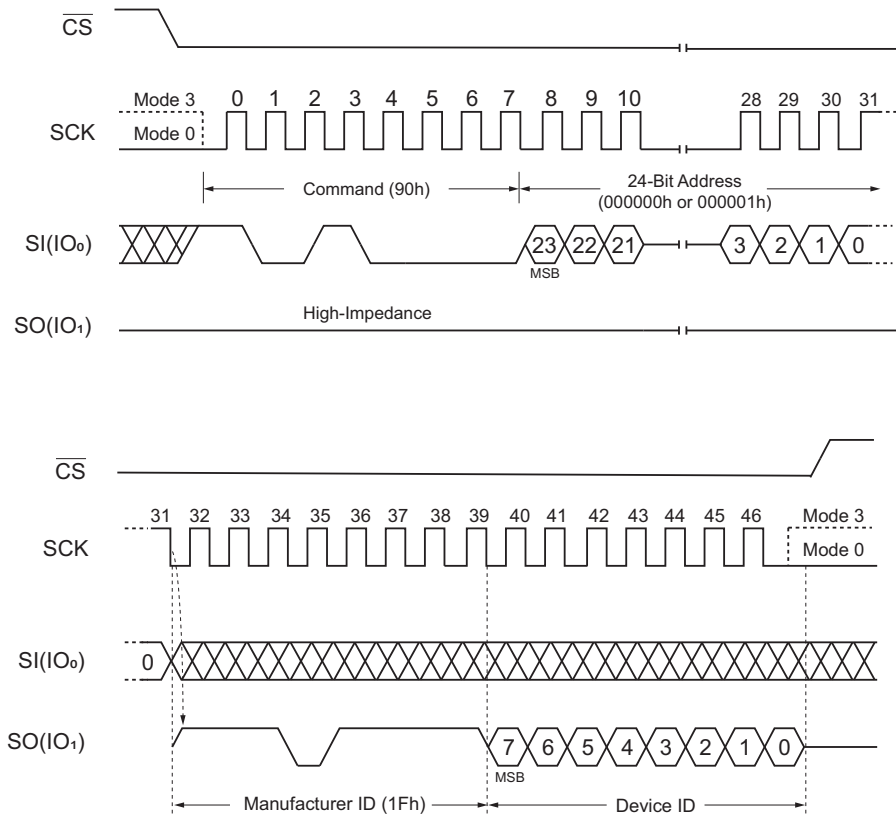 CS
Mode 3
0 1 2 3 4 5 6 7 8 9 10 28 29 30 31
SCK
Mode 0
Command (90h)
24-Bit Address
(000000h or 000001h)
SI(IO₀)
23 22 21 3 2 1 0
MSB
High-Impedance
SO(IO₁)
CS
31 32 33 34 35 36 37 38 39 40 41 42 43 44 45 46
Mode 3
SCK
Mode 0
SI(IO₀)
0
SO(IO₁)
7 6 5 4 3 2 1 0
MSB
Manufacturer ID (1Fh)
Device ID